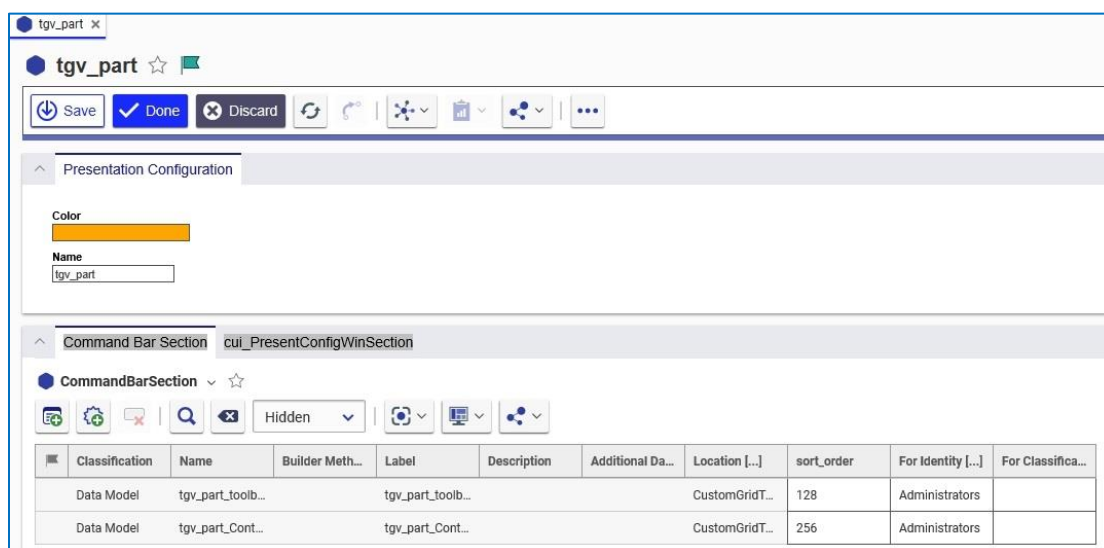 tgv_part ×
tgv_part
Save Done Discard
Presentation Configuration
Color
Name
tgv_part
Command Bar Section cui_PresentConfigWinSection
CommandBarSection
Hidden
Classification Name Builder Meth... Label Description Additional Da... Location [...] sort_order For Identity [...] For Classifica...
Data Model tgv_part_toolb... tgv_part_toolb... CustomGridT... 128 Administrators
Data Model tgv_part_Cont... tgv_part_Cont... CustomGridT... 256 Administrators